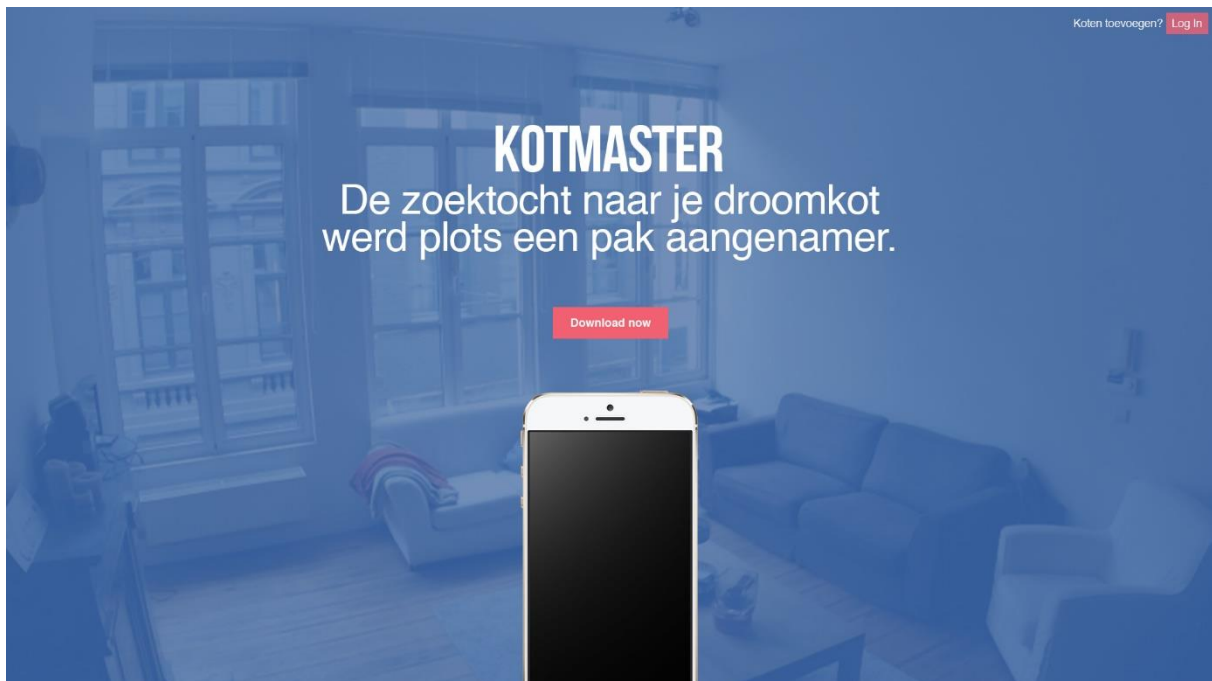 Koten toevoegen? Log In
KOTMASTER
De zoektocht naar je droomkot
werd plots een pak aangenamer.
Download now